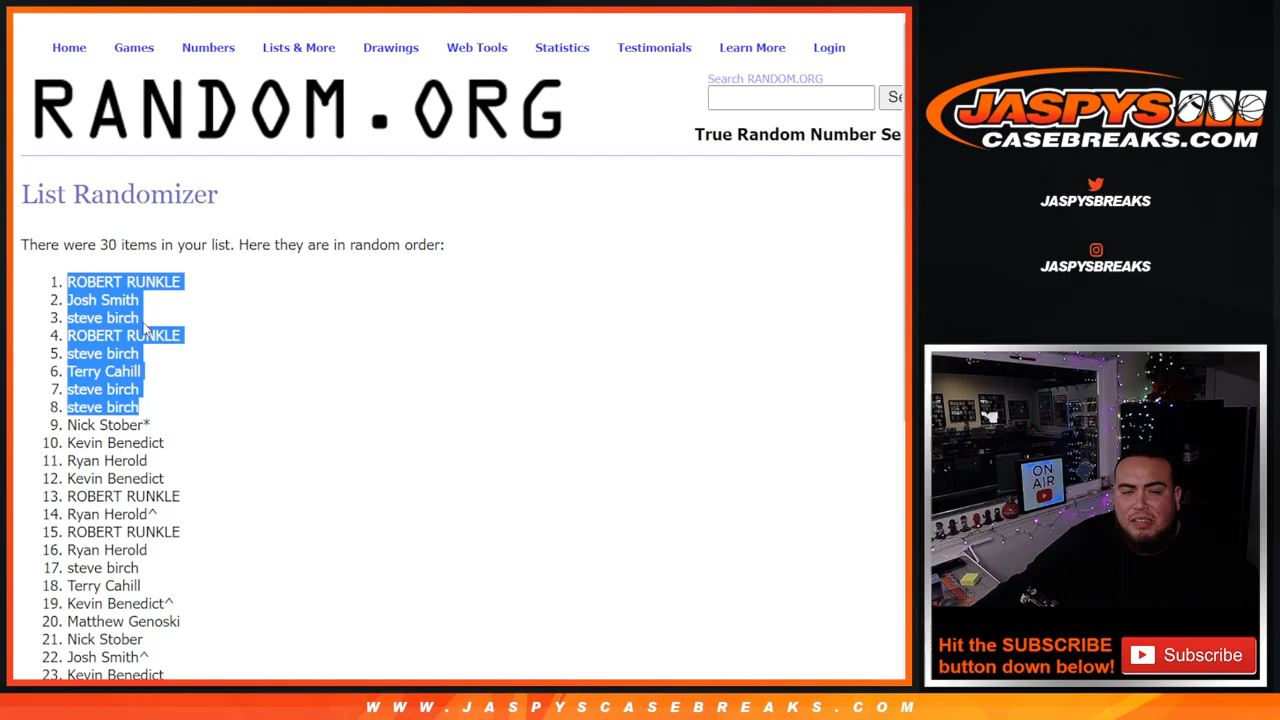 Home Games Numbers Lists & More Drawings Web Tools Statistics Testimonials Learn More Login
RANDOM.ORG
Search RANDOM.ORG
Se
True Random Number Se
List Randomizer
There were 30 items in your list. Here they are in random order:
1. ROBERT RUNKLE
2. Josh Smith
3. steve birch
4. ROBERT RUNKLE
5. steve birch
6. Terry Cahill
7. steve birch
8. steve birch
9. Nick Stober*
10. Kevin Benedict
11. Ryan Herold
12. Kevin Benedict
13. ROBERT RUNKLE
14. Ryan Herold^
15. ROBERT RUNKLE
16. Ryan Herold
17. steve birch
18. Terry Cahill
19. Kevin Benedict^
20. Matthew Genoski
21. Nick Stober
22. Josh Smith^
23. Kevin Benedict
JASPYS
CASEBREAKS.COM
JASPYSBREAKS
JASPYSBREAKS
ON
AIR
Hit the SUBSCRIBE
button down below!
Subscribe
WWW.JASPYSCASEBREAKS.COM